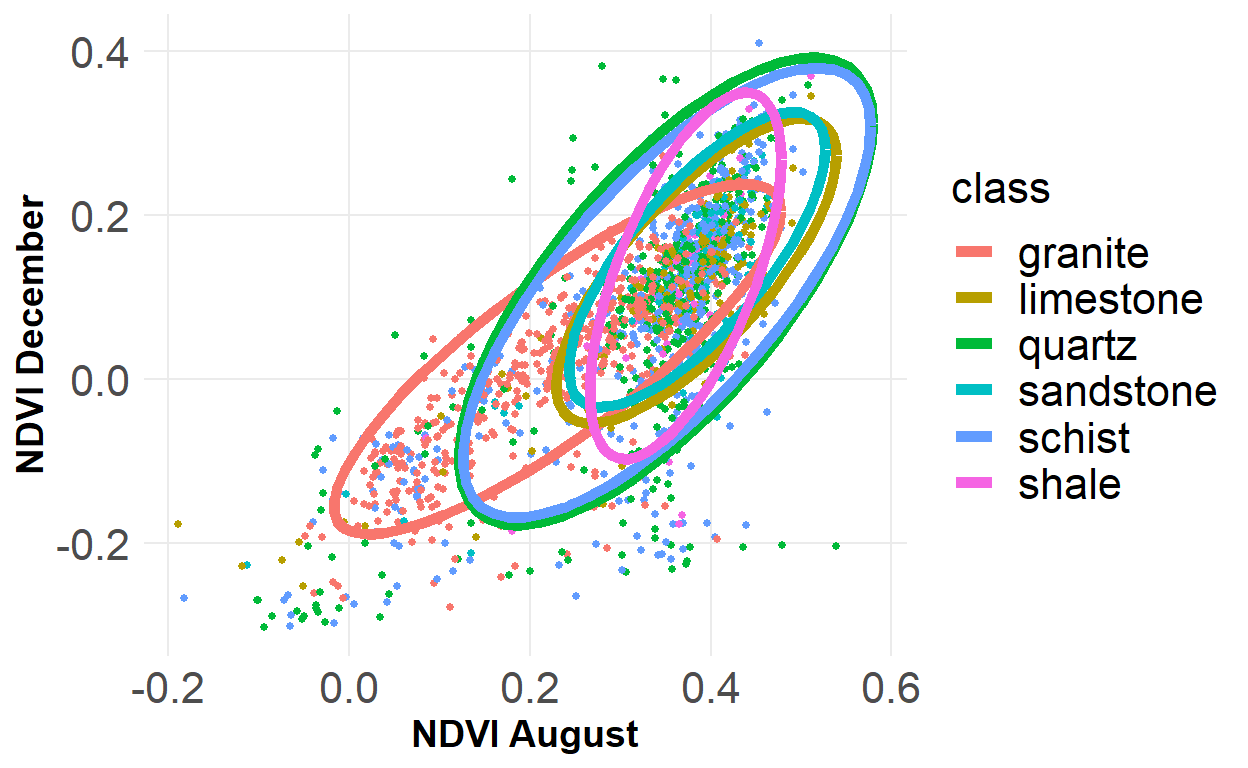 0.4
0.2
0.0
-0.2
NDVI December
-0.2 0.0 0.2 0.4 0.6
NDVI August
class
granite
limestone
quartz
sandstone
schist
shale